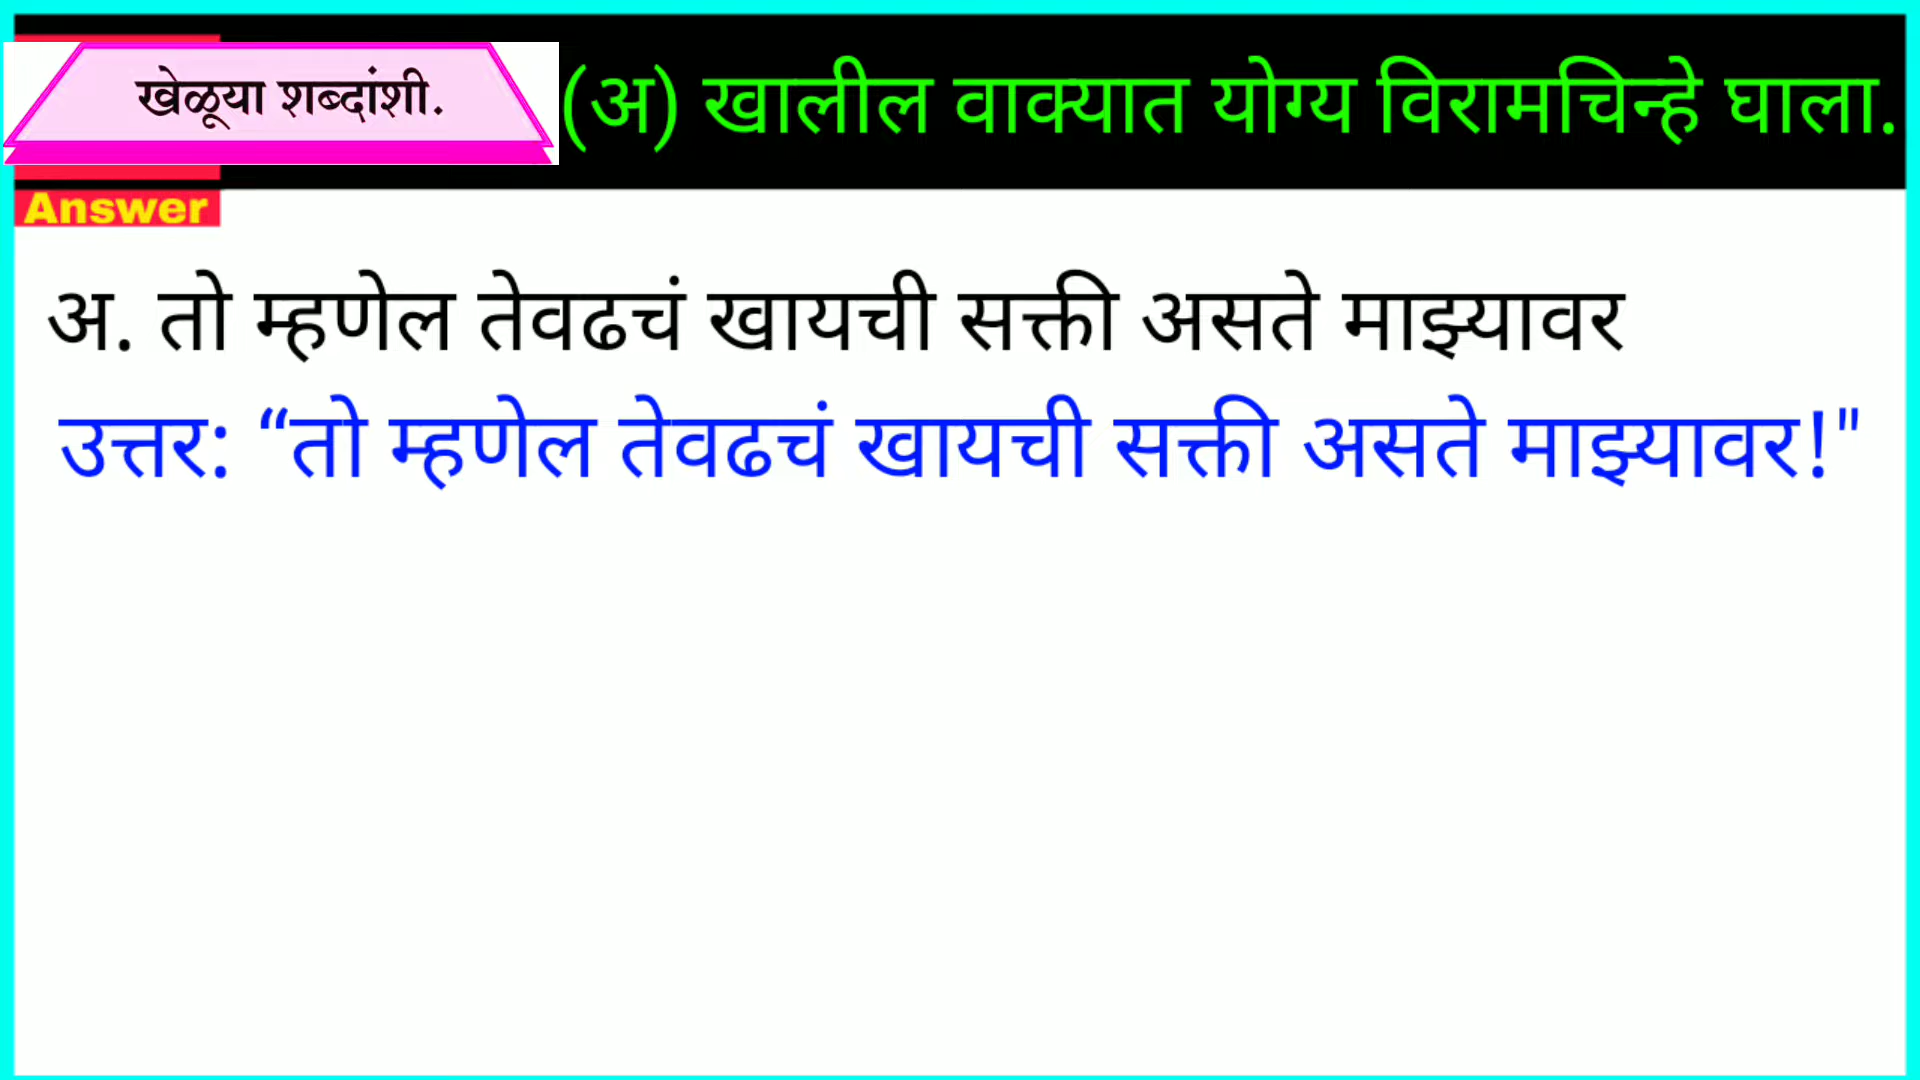 खेळूया शब्दांशी.
(अ) खालील वाक्यात योग्य विरामचिन्हे घाला.
Answer
अ. तो म्हणेल तेवढचं खायची सक्ती असते माझ्यावर
उत्तर: “तो म्हणेल तेवढचं खायची सक्ती असते माझ्यावर!"